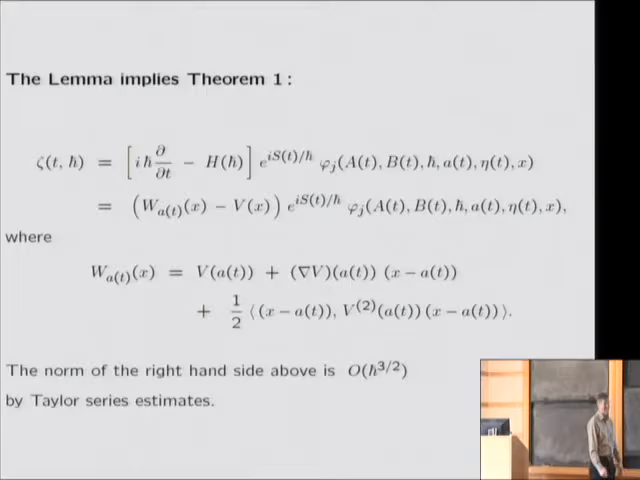 The Lemma implies Theorem 1 :
ζ(t, ħ) = [ iħ ∂/∂t − H(ħ) ] e^{iS(t)/ħ} φ_j(A(t), B(t), ħ, a(t), η(t), x)
= ( W_{a(t)}(x) − V(x) ) e^{iS(t)/ħ} φ_j(A(t), B(t), ħ, a(t), η(t), x),
where
W_{a(t)}(x) = V(a(t)) + (∇V)(a(t)) (x − a(t))
+ 1/2 ⟨ (x − a(t)), V^{(2)}(a(t)) (x − a(t)) ⟩.
The norm of the right hand side above is O(ħ^{3/2})
by Taylor series estimates.